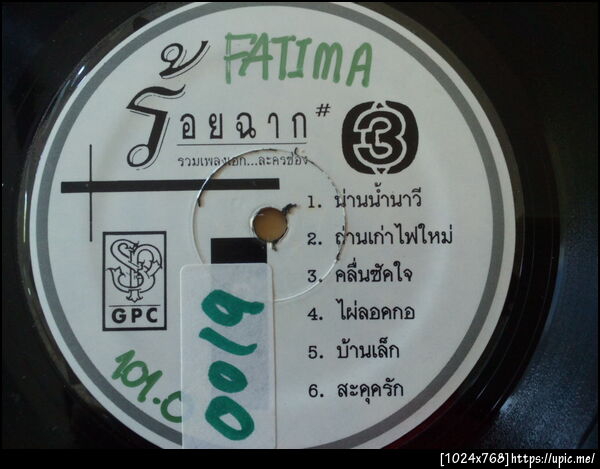 FATIMA
ร้อยฉาก #
3
รวมเพลงเอก...ละครช่อง
1. น่านน้ำนาวี
2. ถ่านเก่าไฟใหม่
3. คลื่นซัดใจ
4. ไผ่ลอดกอ
5. บ้านเล็ก
6. สะดุดรัก
GPC
0019
101.0
[1024x768]https://upic.me/